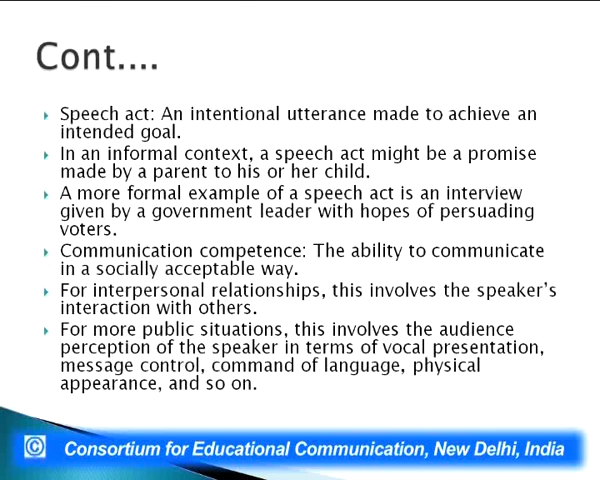 Cont....
Speech act: An intentional utterance made to achieve an
intended goal.
In an informal context, a speech act might be a promise
made by a parent to his or her child.
A more formal example of a speech act is an interview
given by a government leader with hopes of persuading
voters.
Communication competence: The ability to communicate
in a socially acceptable way.
For interpersonal relationships, this involves the speaker’s
interaction with others.
For more public situations, this involves the audience
perception of the speaker in terms of vocal presentation,
message control, command of language, physical
appearance, and so on.
© Consortium for Educational Communication, New Delhi, India